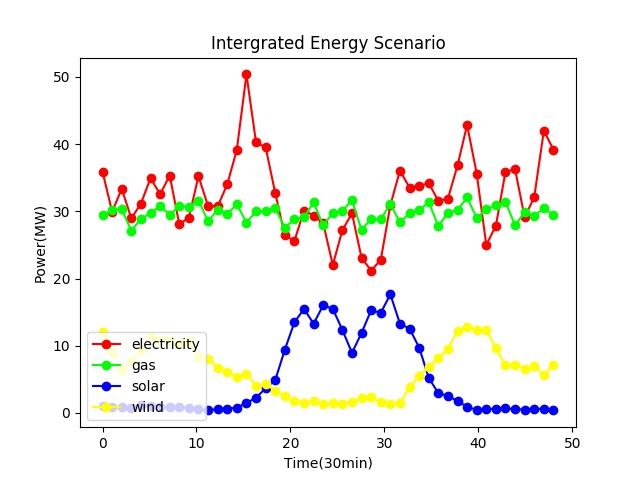 Intergrated Energy Scenario
Power(MW)
50
40
30
20
10
0
electricity
gas
solar
wind
0 10 20 30 40 50
Time(30min)